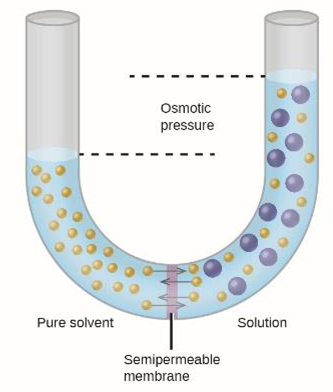 Osmotic
pressure
Pure solvent
Solution
Semipermeable
membrane